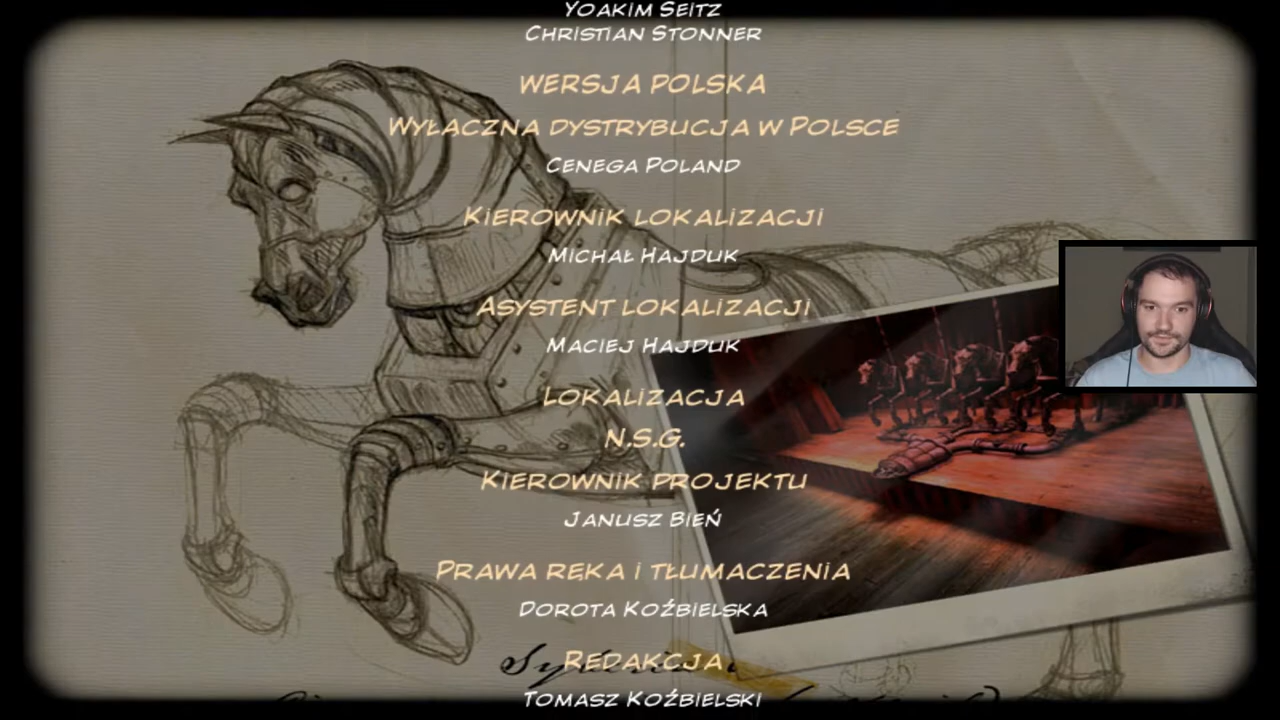 YOAKIM SEITZ
CHRISTIAN STONNER
WERSJA POLSKA
WYŁĄCZNA DYSTRYBUCJA W POLSCE
CENEGA POLAND
KIEROWNIK LOKALIZACJI
MICHAŁ HAJDUK
ASYSTENT LOKALIZACJI
MACIEJ HAJDUK
LOKALIZACJA
N.S.G.
KIEROWNIK PROJEKTU
JANUSZ BIEŃ
PRAWA RĘKA I TŁUMACZENIA
DOROTA KOŹBIELSKA
REDAKCJA
TOMASZ KOŹBIELSKI